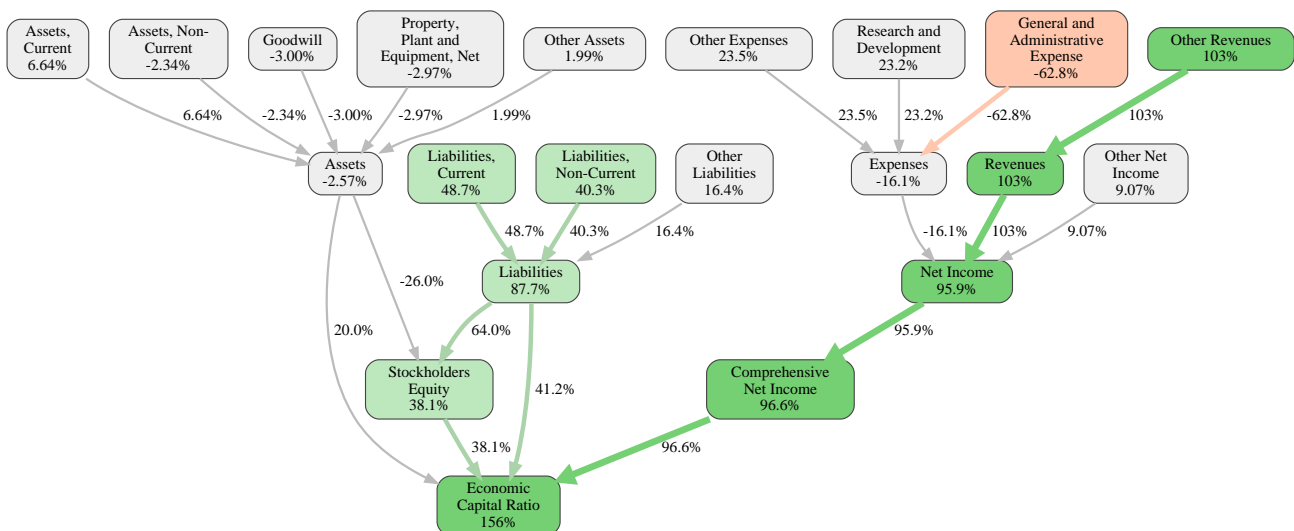 Assets,
Current
6.64%
Assets, Non-
Current
-2.34%
Goodwill
-3.00%
Property,
Plant and
Equipment, Net
-2.97%
Other Assets
1.99%
Other Expenses
23.5%
Research and
Development
23.2%
General and
Administrative
Expense
-62.8%
Other Revenues
103%
6.64%
-2.34%
-3.00%
-2.97%
1.99%
23.5%
23.2%
-62.8%
103%
Assets
-2.57%
Liabilities,
Current
48.7%
Liabilities,
Non-Current
40.3%
Other
Liabilities
16.4%
Expenses
-16.1%
Revenues
103%
Other Net
Income
9.07%
48.7%
40.3%
16.4%
-16.1%
103%
9.07%
Liabilities
87.7%
Net Income
95.9%
-26.0%
20.0%
64.0%
95.9%
Stockholders
Equity
38.1%
41.2%
Comprehensive
Net Income
96.6%
38.1%
96.6%
Economic
Capital Ratio
156%